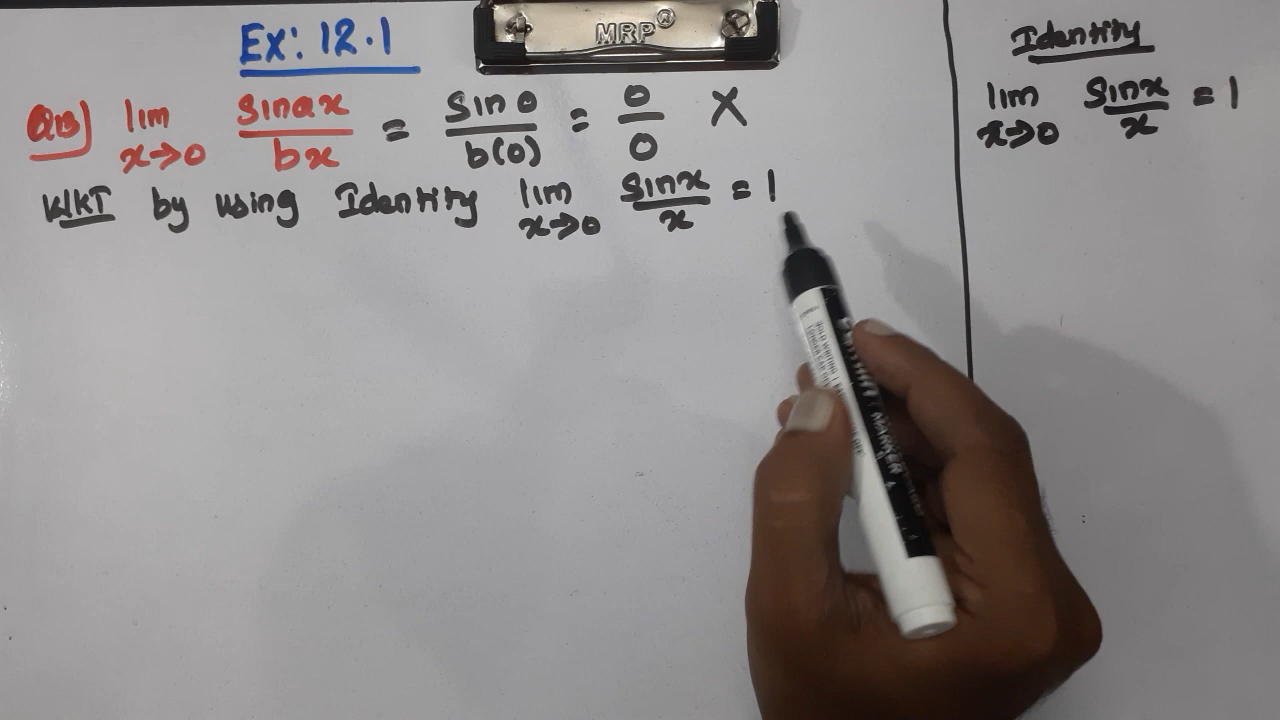 Ex: 12.1
MRP®
Q13) lim x→0 sinax/bx = sin0/b(0) = 0/0 X
WKT by using Identity lim x→0 sinx/x = 1
Identity
lim x→0 sinx/x = 1